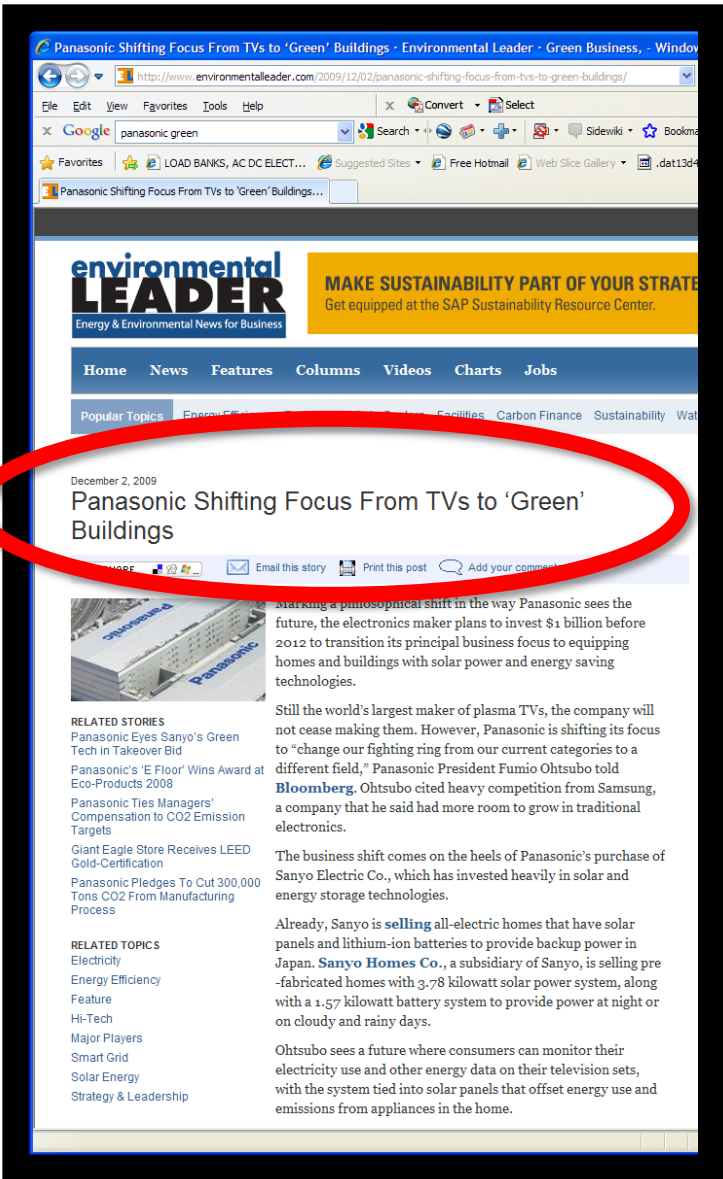 Panasonic Shifting Focus From TVs to ‘Green’ Buildings · Environmental Leader · Green Business, - Window
http://www.environmentalleader.com/2009/12/02/panasonic-shifting-focus-from-tvs-to-green-buildings/
File Edit View Favorites Tools Help x Convert Select
x Google panasonic green Search Sidewiki Bookma
Favorites LOAD BANKS, AC DC ELECT... Suggested Sites Free Hotmail Web Slice Gallery .dat13d4
Panasonic Shifting Focus From TVs to 'Green' Buildings...
environmental
LEADER
Energy & Environmental News for Business
MAKE SUSTAINABILITY PART OF YOUR STRATE
Get equipped at the SAP Sustainability Resource Center.
Home News Features Columns Videos Charts Jobs
Popular Topics Facilities Carbon Finance Sustainability Wat
December 2, 2009
Panasonic Shifting Focus From TVs to ‘Green’
Buildings
Email this story Print this post Add your comment
Marking a philosophical shift in the way Panasonic sees the
future, the electronics maker plans to invest $1 billion before
2012 to transition its principal business focus to equipping
homes and buildings with solar power and energy saving
technologies.
Still the world’s largest maker of plasma TVs, the company will
not cease making them. However, Panasonic is shifting its focus
to “change our fighting ring from our current categories to a
different field,” Panasonic President Fumio Ohtsubo told
Bloomberg. Ohtsubo cited heavy competition from Samsung,
a company that he said had more room to grow in traditional
electronics.
The business shift comes on the heels of Panasonic’s purchase of
Sanyo Electric Co., which has invested heavily in solar and
energy storage technologies.
Already, Sanyo is selling all-electric homes that have solar
panels and lithium-ion batteries to provide backup power in
Japan. Sanyo Homes Co., a subsidiary of Sanyo, is selling pre
-fabricated homes with 3.78 kilowatt solar power system, along
with a 1.57 kilowatt battery system to provide power at night or
on cloudy and rainy days.
Ohtsubo sees a future where consumers can monitor their
electricity use and other energy data on their television sets,
with the system tied into solar panels that offset energy use and
emissions from appliances in the home.
Panasonic
Panasonic
RELATED STORIES
Panasonic Eyes Sanyo’s Green
Tech in Takeover Bid
Panasonic’s ‘E Floor’ Wins Award at
Eco-Products 2008
Panasonic Ties Managers’
Compensation to CO2 Emission
Targets
Giant Eagle Store Receives LEED
Gold-Certification
Panasonic Pledges To Cut 300,000
Tons CO2 From Manufacturing
Process
RELATED TOPICS
Electricity
Energy Efficiency
Feature
Hi-Tech
Major Players
Smart Grid
Solar Energy
Strategy & Leadership